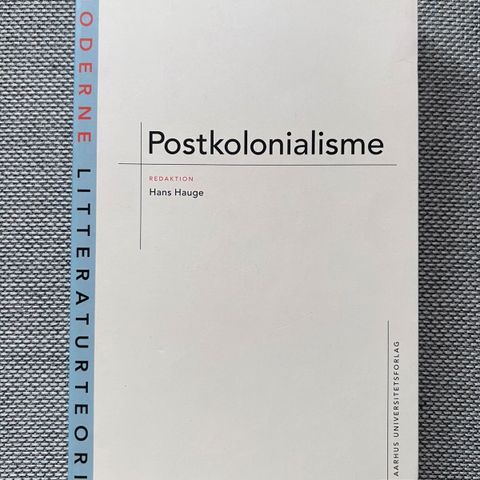 ODERNE LITTERATURTEORI
Postkolonialisme
REDAKTION
Hans Hauge
AARHUS UNIVERSITETSFORLAG